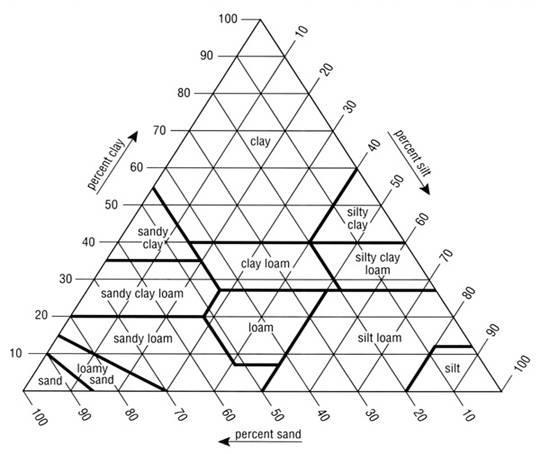 100
10
90
20
80
30
70
clay
40
percent clay
percent silt
60
50
50
silty
clay
60
sandy
clay
40
clay loam
silty clay
loam
70
30
sandy clay loam
80
20
sandy loam
loam
silt loam
90
10
loamy
sand
sand
silt
100
100
90
80
70
60
50
40
30
20
10
percent sand